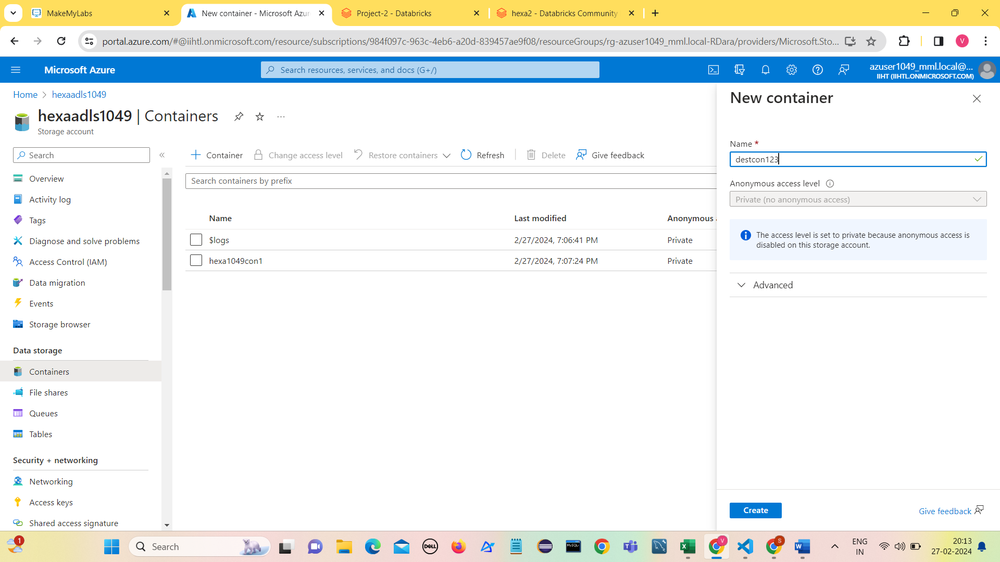 MakeMyLabs
New container - Microsoft Azur
Project-2 - Databricks
hexa2 - Databricks Community
portal.azure.com/#@iihtl.onmicrosoft.com/resource/subscriptions/984f097c-963c-4eb6-a20d-839457ae9f08/resourceGroups/rg-azuser1049_mml.local-RDara/providers/Microsoft.Sto...
V
Microsoft Azure
Search resources, services, and docs (G+/)
azuser1049_mml.local@...
IIHT (IIHTL.ONMICROSOFT.COM)
Home > hexaadls1049
hexaadls1049 | Containers
Storage account
Search
Overview
Activity log
Tags
Diagnose and solve problems
Access Control (IAM)
Data migration
Events
Storage browser
Data storage
Containers
File shares
Queues
Tables
Security + networking
Networking
Access keys
Shared access signature
Container
Change access level
Restore containers
Refresh
Delete
Give feedback
Search containers by prefix
Name Last modified Anonymous
$logs 2/27/2024, 7:06:41 PM Private
hexa1049con1 2/27/2024, 7:07:24 PM Private
New container
Name *
destcon123
Anonymous access level
Private (no anonymous access)
The access level is set to private because anonymous access is
disabled on this storage account.
Advanced
Create
Give feedback
1
Search
DELL
MySQL
V
S
ENG
IN
20:13
27-02-2024